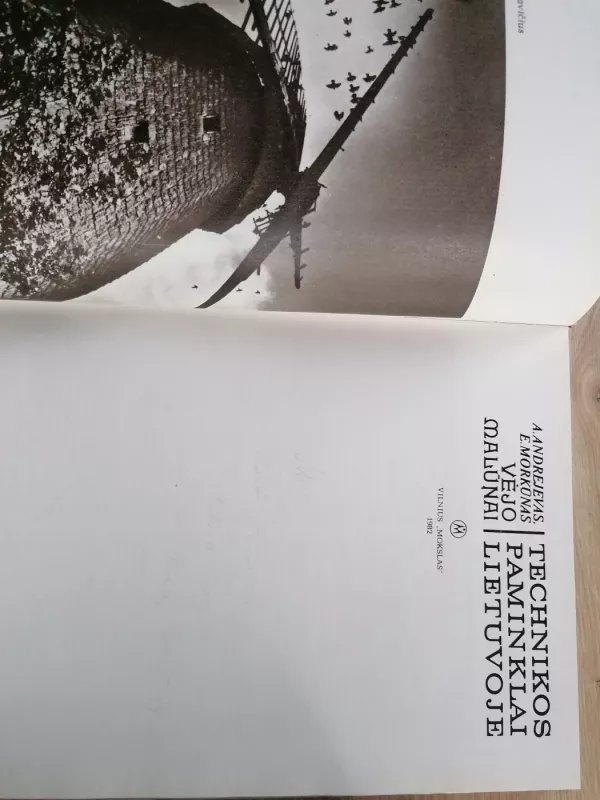 A. ANDREJEVAS,
E. MORKŪNAS
VĖJO
MALŪNAI
TECHNIKOS
PAMINKLAI
LIETUVOJE
M
VILNIUS „MOKSLAS“
1982